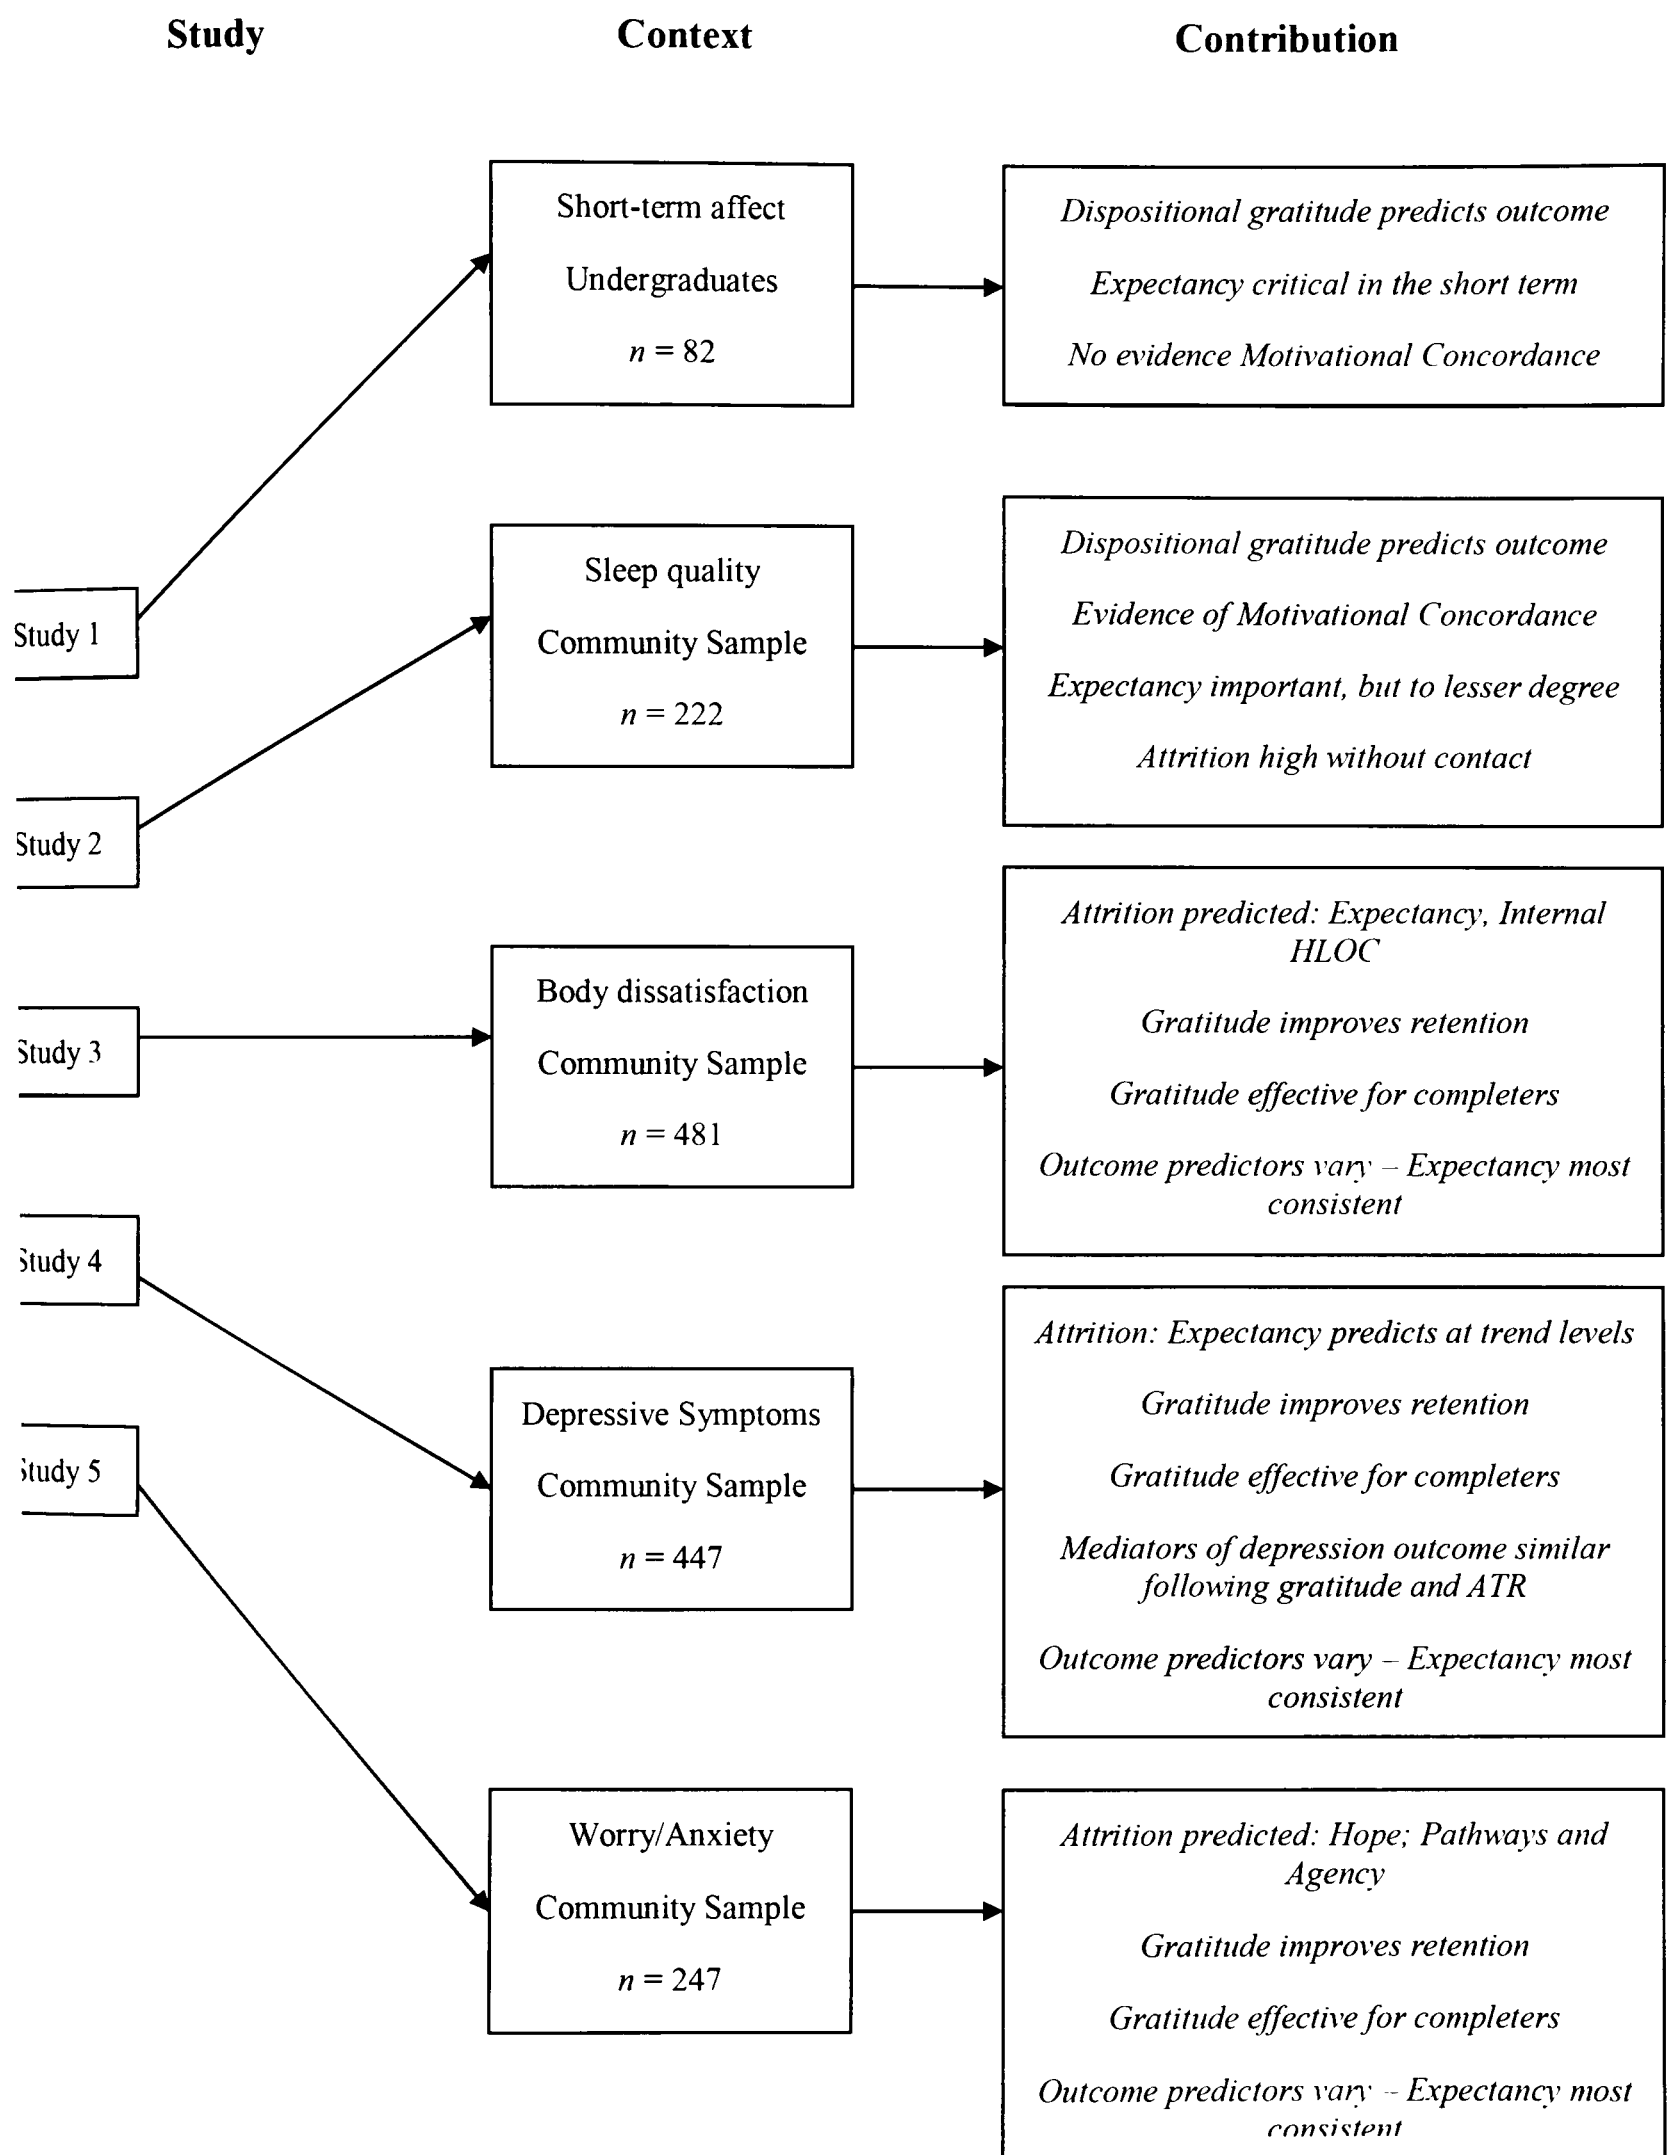 Study Context Contribution
Short-term affect
Undergraduates
n = 82
Dispositional gratitude predicts outcome
Expectancy critical in the short term
No evidence Motivational Concordance
Study 1
Sleep quality
Community Sample
n = 222
Dispositional gratitude predicts outcome
Evidence of Motivational Concordance
Expectancy important, but to lesser degree
Attrition high without contact
Study 2
Study 3
Body dissatisfaction
Community Sample
n = 481
Attrition predicted: Expectancy, Internal
HLOC
Gratitude improves retention
Gratitude effective for completers
Outcome predictors vary – Expectancy most
consistent
Study 4
Depressive Symptoms
Community Sample
n = 447
Attrition: Expectancy predicts at trend levels
Gratitude improves retention
Gratitude effective for completers
Mediators of depression outcome similar
following gratitude and ATR
Outcome predictors vary – Expectancy most
consistent
Study 5
Worry/Anxiety
Community Sample
n = 247
Attrition predicted: Hope; Pathways and
Agency
Gratitude improves retention
Gratitude effective for completers
Outcome predictors vary – Expectancy most
consistent